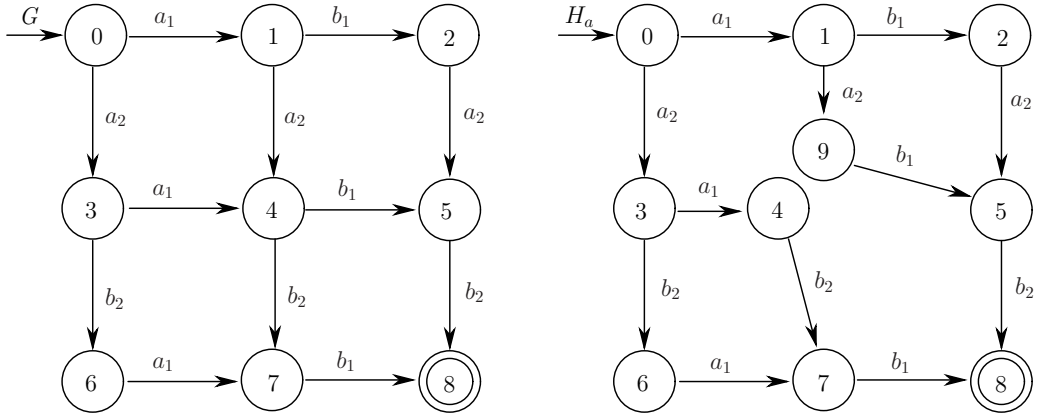 G a₁ b₁ Hₐ a₁ b₁
0 1 2 0 1 2
a₂ a₂ a₂ a₂ a₂ a₂
9
a₁ b₁ a₁ b₁
3 4 5 3 4 5
b₂ b₂ b₂ b₂ b₂ b₂
a₁ b₁ a₁ b₁
6 7 8 6 7 8